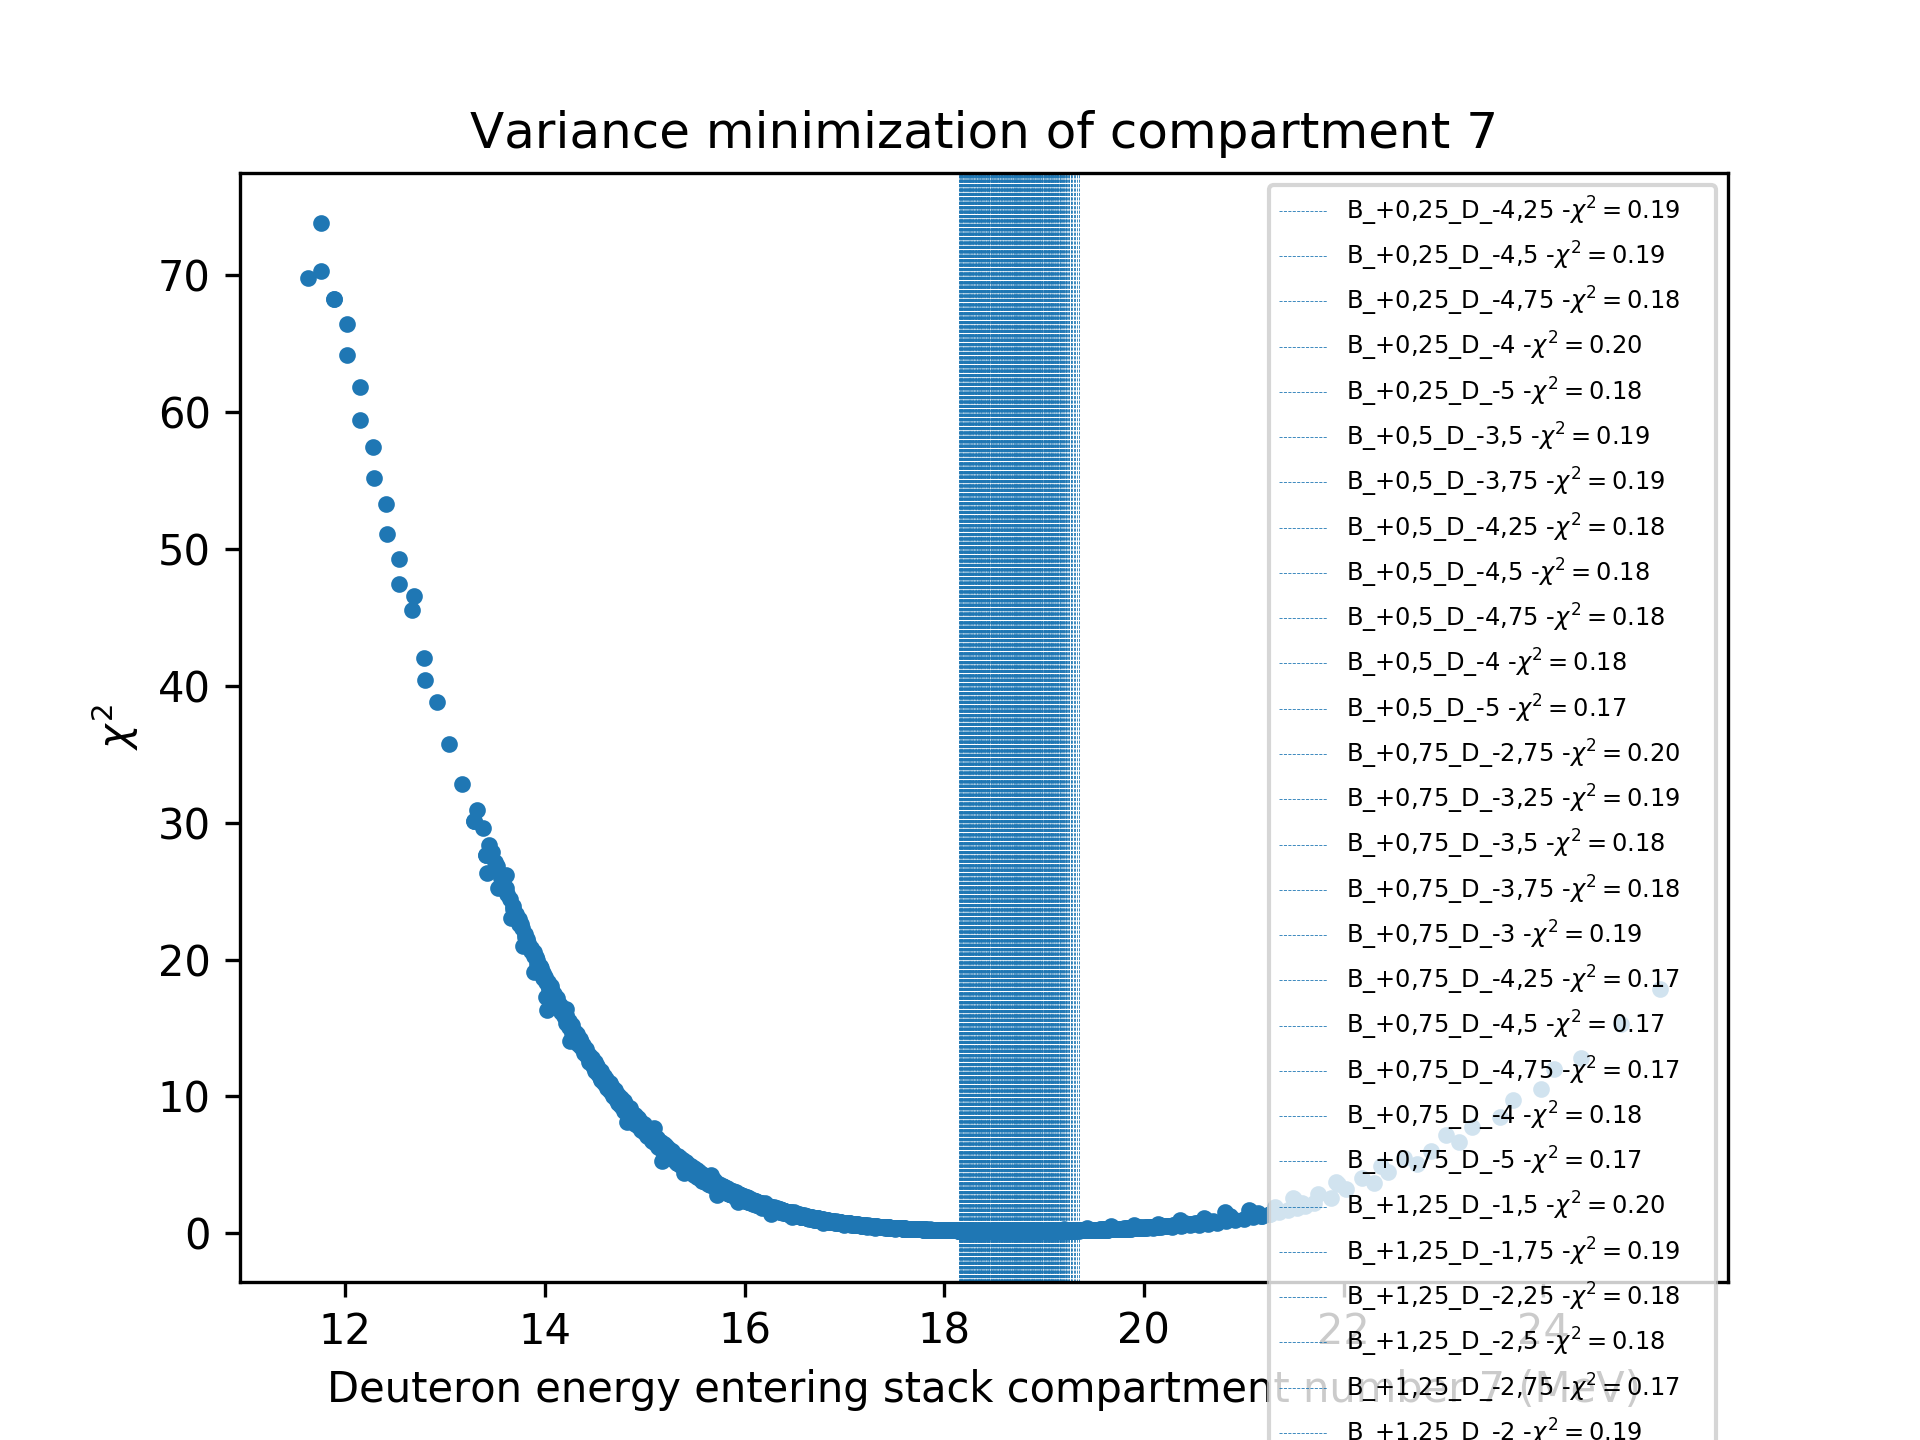 Variance minimization of compartment 7
χ²
70
60
50
40
30
20
10
0
12 14 16 18 20 22 24
Deuteron energy entering stack compartment number 7 (MeV)
B_+0,25_D_-4,25 -χ² = 0.19
B_+0,25_D_-4,5 -χ² = 0.19
B_+0,25_D_-4,75 -χ² = 0.18
B_+0,25_D_-4 -χ² = 0.20
B_+0,25_D_-5 -χ² = 0.18
B_+0,5_D_-3,5 -χ² = 0.19
B_+0,5_D_-3,75 -χ² = 0.19
B_+0,5_D_-4,25 -χ² = 0.18
B_+0,5_D_-4,5 -χ² = 0.18
B_+0,5_D_-4,75 -χ² = 0.18
B_+0,5_D_-4 -χ² = 0.18
B_+0,5_D_-5 -χ² = 0.17
B_+0,75_D_-2,75 -χ² = 0.20
B_+0,75_D_-3,25 -χ² = 0.19
B_+0,75_D_-3,5 -χ² = 0.18
B_+0,75_D_-3,75 -χ² = 0.18
B_+0,75_D_-3 -χ² = 0.19
B_+0,75_D_-4,25 -χ² = 0.17
B_+0,75_D_-4,5 -χ² = 0.17
B_+0,75_D_-4,75 -χ² = 0.17
B_+0,75_D_-4 -χ² = 0.18
B_+0,75_D_-5 -χ² = 0.17
B_+1,25_D_-1,5 -χ² = 0.20
B_+1,25_D_-1,75 -χ² = 0.19
B_+1,25_D_-2,25 -χ² = 0.18
B_+1,25_D_-2,5 -χ² = 0.18
B_+1,25_D_-2,75 -χ² = 0.17
B_+1,25_D_-2 -χ² = 0.19